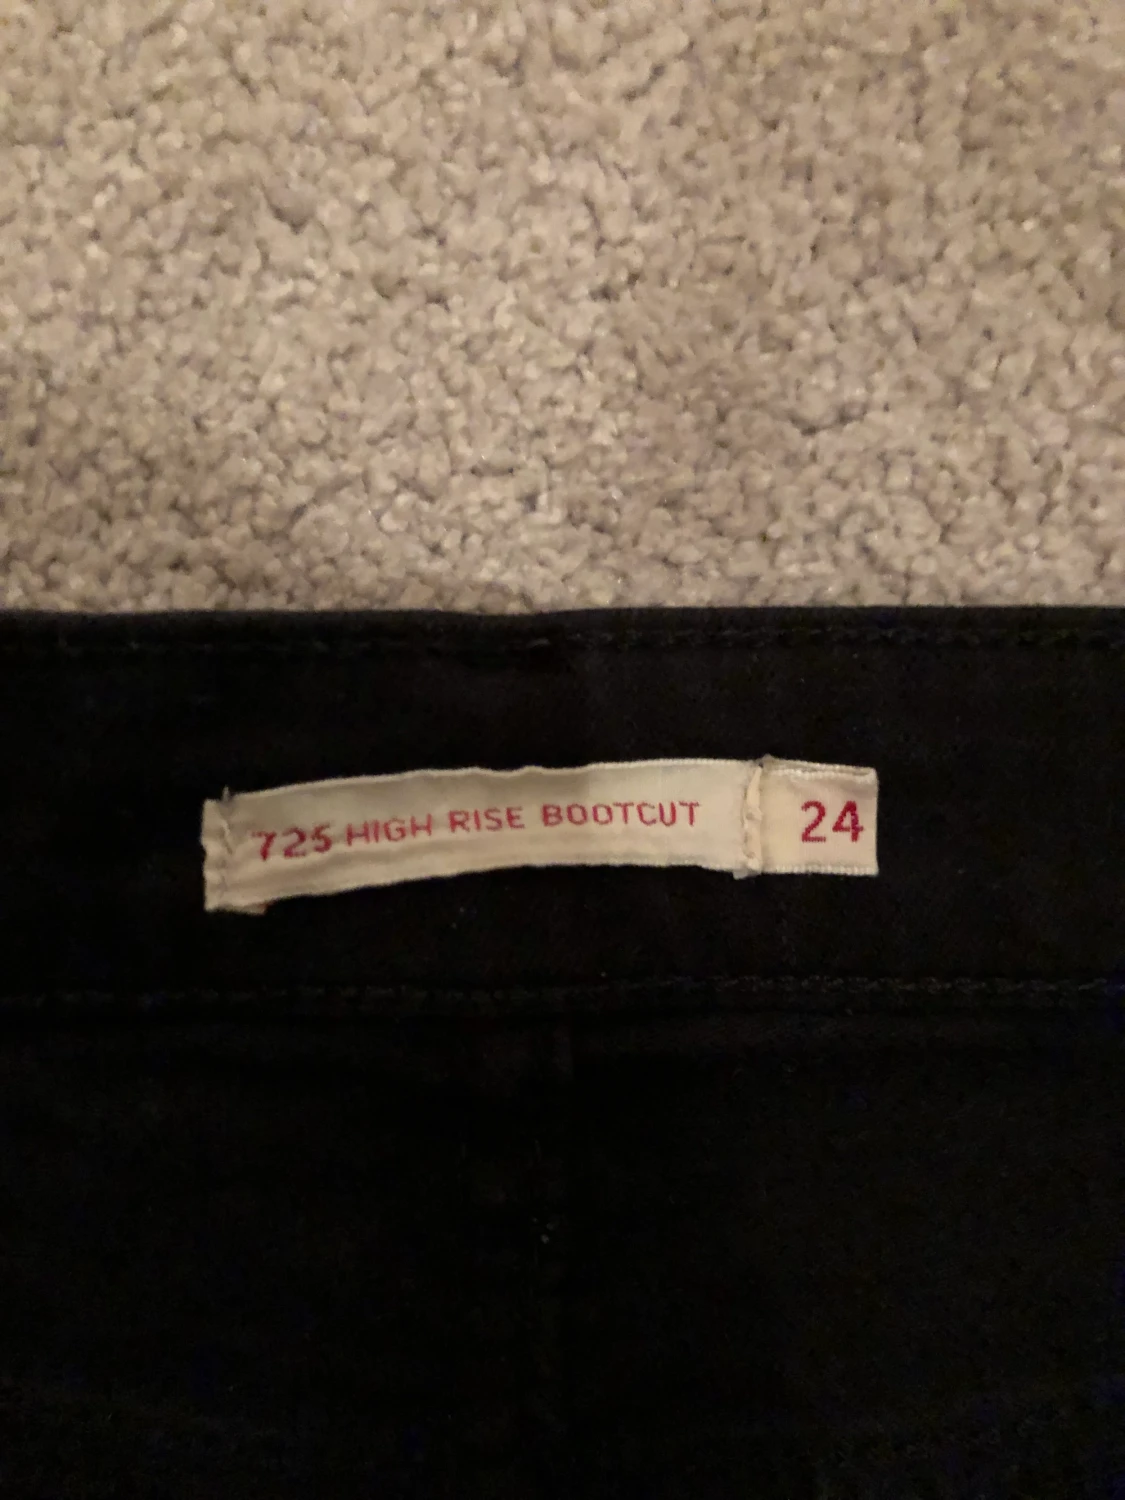 725 HIGH RISE BOOTCUT 24